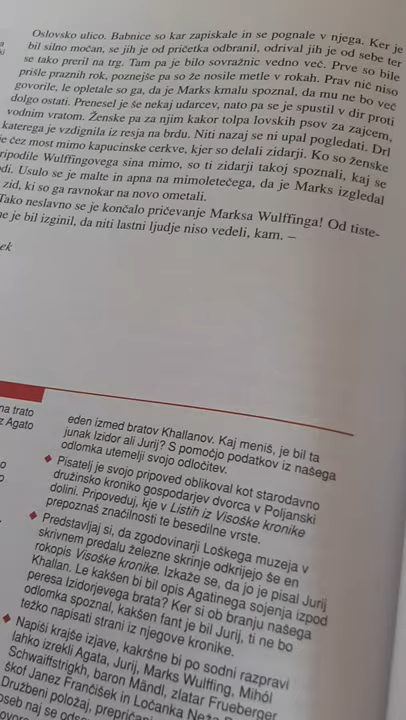 Oslovsko ulico. Babnice so kar zapiskale in se pognale v njega. Ker je
bil silno močan, se jih je od pričetka odbranil, odrival jih je od sebe ter
se tako preril na trg. Tam pa je bilo sovražnic vedno več. Prve so bile
prišle praznih rok, poznejše pa so že nosile metle v rokah. Prav nič niso
govorile, le opletale so ga, da je Marks kmalu spoznal, da mu ne bo več
dolgo ostati. Prenesel je še nekaj udarcev, nato pa se je spustil v dir proti
vodnim vratom. Ženske pa za njim kakor tolpa lovskih psov za zajcem,
katerega je vzdignila iz resja na brdu. Niti nazaj se ni upal pogledati. Drl
je čez most mimo kapucinske cerkve, kjer so delali zidarji. Ko so ženske
ripodile Wulffingovega sina mimo, so ti zidarji takoj spoznali, kaj se
odi. Usulo se je malte in apna na mimoletečega, da je Marks izgledal
zid, ki so ga ravnokar na novo ometali.
Tako neslavno se je končalo pričevanje Marksa Wulffinga! Od tiste-
ne je bil izginil, da niti lastni ljudje niso vedeli, kam. –
ek
na trato
z Agato
eden izmed bratov Khallanov. Kaj meniš, je bil ta
junak Izidor ali Jurij? S pomočjo podatkov iz našega
odlomka utemelji svojo odločitev.
◆ Pisatelj je svojo pripoved oblikoval kot starodavno
družinsko kroniko gospodarjev dvorca v Poljanski
dolini. Pripoveduj, kje v Listih iz Visoške kronike
prepoznaš značilnosti te besedilne vrste.
◆ Predstavljaj si, da zgodovinarji Loškega muzeja v
skrivnem predalu železne skrinje odkrijejo še en
rokopis Visoške kronike. Izkaže se, da jo je pisal Jurij
Khallan. Le kakšen bi bil opis Agatinega sojenja izpod
peresa Izidorjevega brata? Ker si ob branju našega
odlomka spoznal, kakšen fant je bil Jurij, ti ne bo
težko napisati strani iz njegove kronike.
◆ Napiši krajše izjave, kakršne bi po sodni razpravi
lahko izrekli Agata, Jurij, Marks Wulffing, Mihól
Schwaiffstrigkh, baron Mändl, zlatar Frueberger
škof Janez Frančišek in Ločanka Neža
Družbeni položaj, prepričan
oseb naj se odse